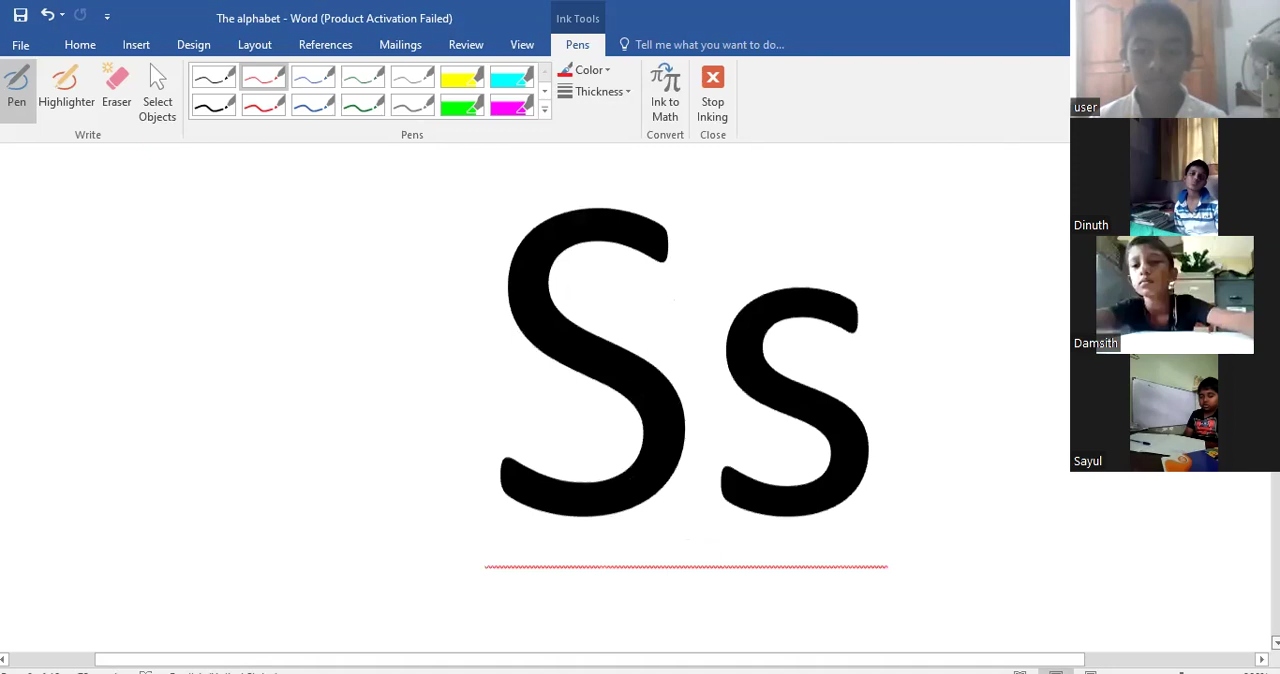 The alphabet - Word (Product Activation Failed)
Ink Tools
File Home Insert Design Layout References Mailings Review View Pens Tell me what you want to do...
Pen
Highlighter
Eraser
Select Objects
Color
Thickness
Ink to Math
Stop Inking
Write
Pens
Convert
Close
Ss
user
Dinuth
Damsith
Sayul